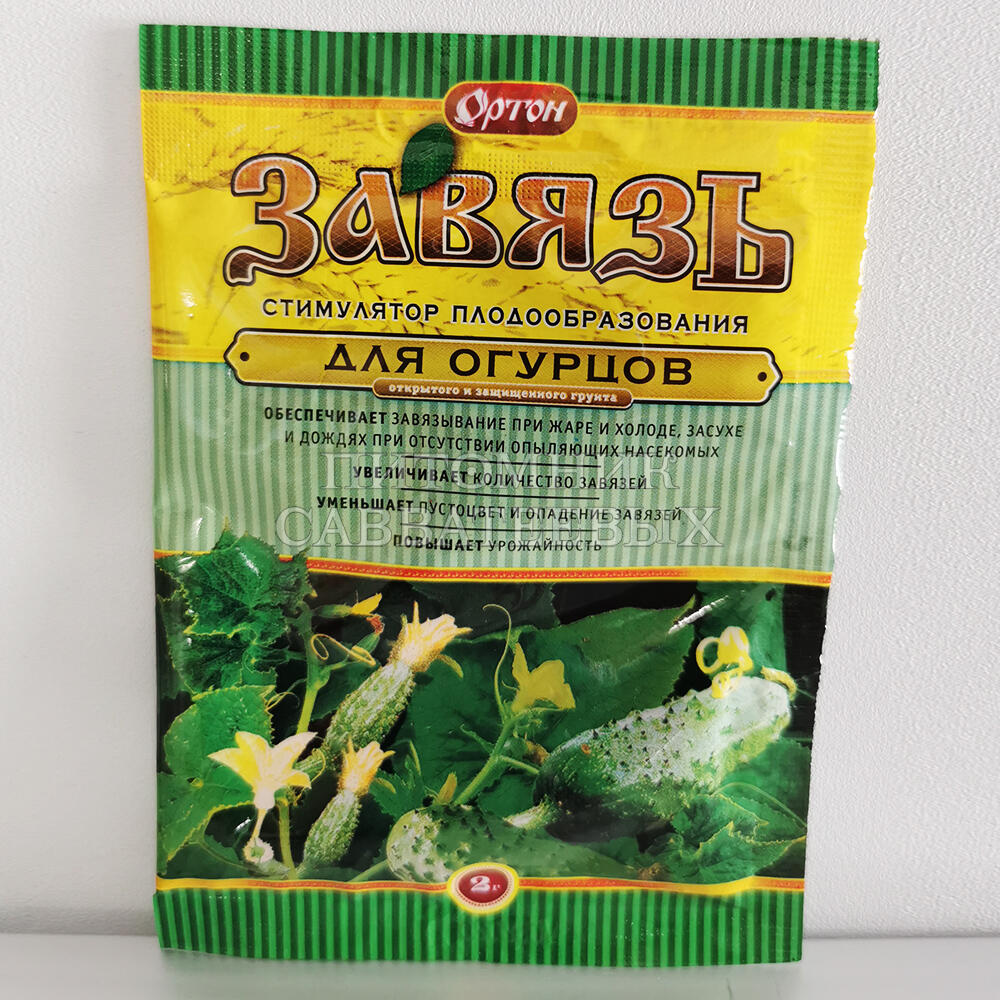 Ортон
ЗАВЯЗЬ
СТИМУЛЯТОР ПЛОДООБРАЗОВАНИЯ
ДЛЯ ОГУРЦОВ
открытого и защищенного грунта
ОБЕСПЕЧИВАЕТ ЗАВЯЗЫВАНИЕ ПРИ ЖАРЕ И ХОЛОДЕ, ЗАСУХЕ
И ДОЖДЯХ ПРИ ОТСУТСТВИИ ОПЫЛЯЮЩИХ НАСЕКОМЫХ
ПИТОМНИК
УВЕЛИЧИВАЕТ КОЛИЧЕСТВО ЗАВЯЗЕЙ
УМЕНЬШАЕТ ПУСТОЦВЕТ И ОПАДЕНИЕ ЗАВЯЗЕЙ
САВВАТЕЕВЫХ
ПОВЫШАЕТ УРОЖАЙНОСТЬ
2 г